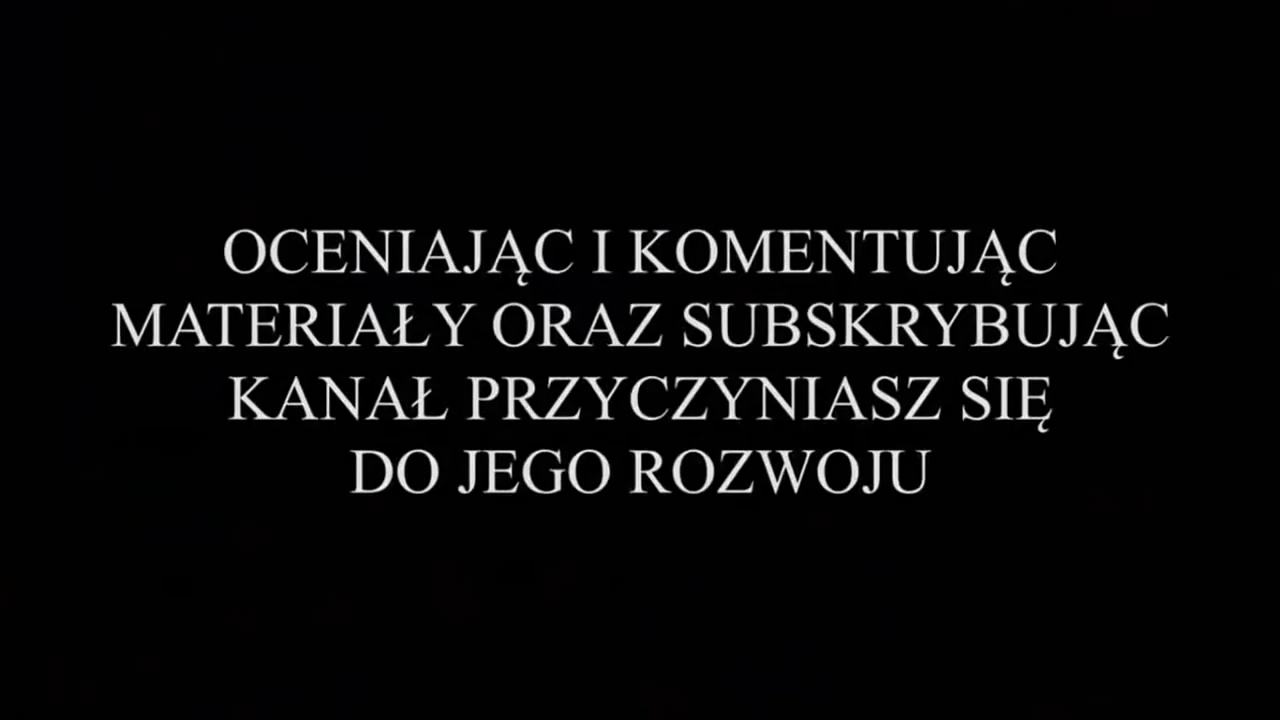 OCENIAJĄC I KOMENTUJĄC
MATERIAŁY ORAZ SUBSKRYBUJĄC
KANAŁ PRZYCZYNIASZ SIĘ
DO JEGO ROZWOJU